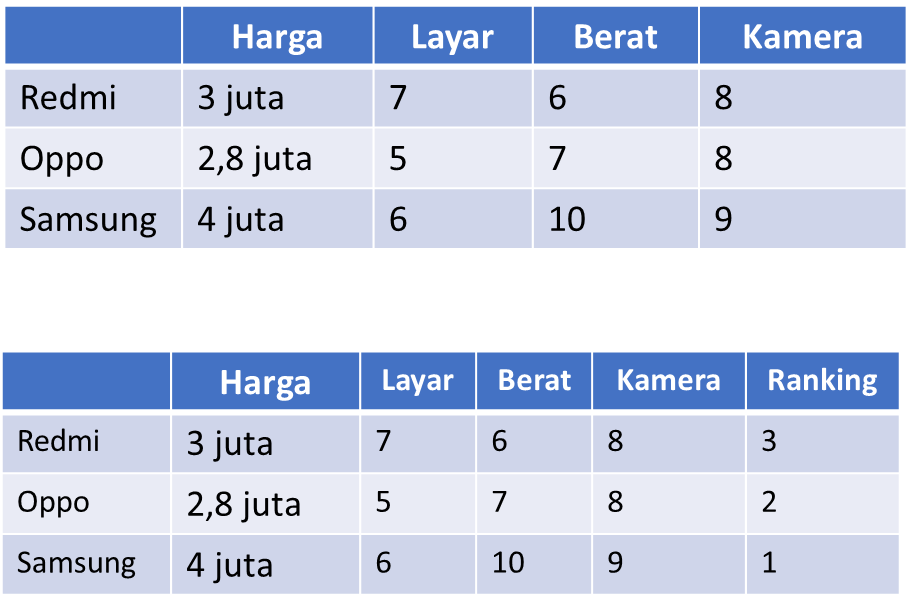 Harga Layar Berat Kamera
Redmi 3 juta 7 6 8
Oppo 2,8 juta 5 7 8
Samsung 4 juta 6 10 9
Harga Layar Berat Kamera Ranking
Redmi 3 juta 7 6 8 3
Oppo 2,8 juta 5 7 8 2
Samsung 4 juta 6 10 9 1